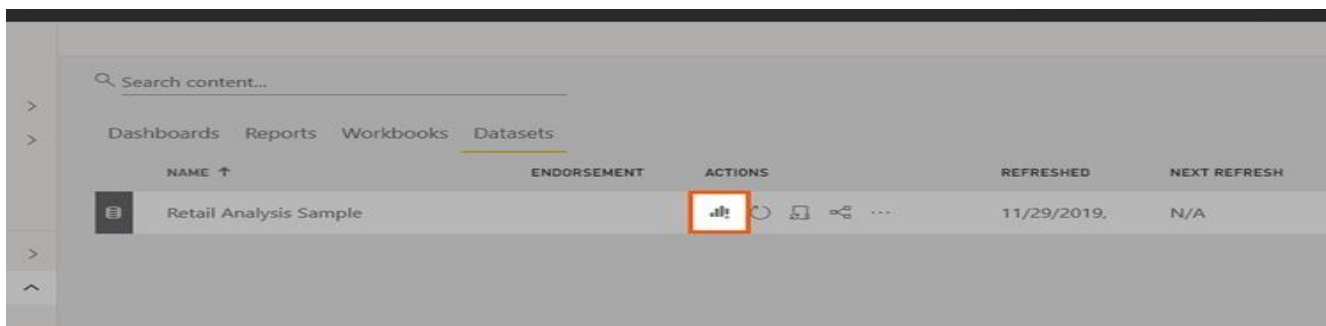 Search content...
Dashboards Reports Workbooks Datasets
NAME ↑ ENDORSEMENT ACTIONS REFRESHED NEXT REFRESH
Retail Analysis Sample ... 11/29/2019, N/A